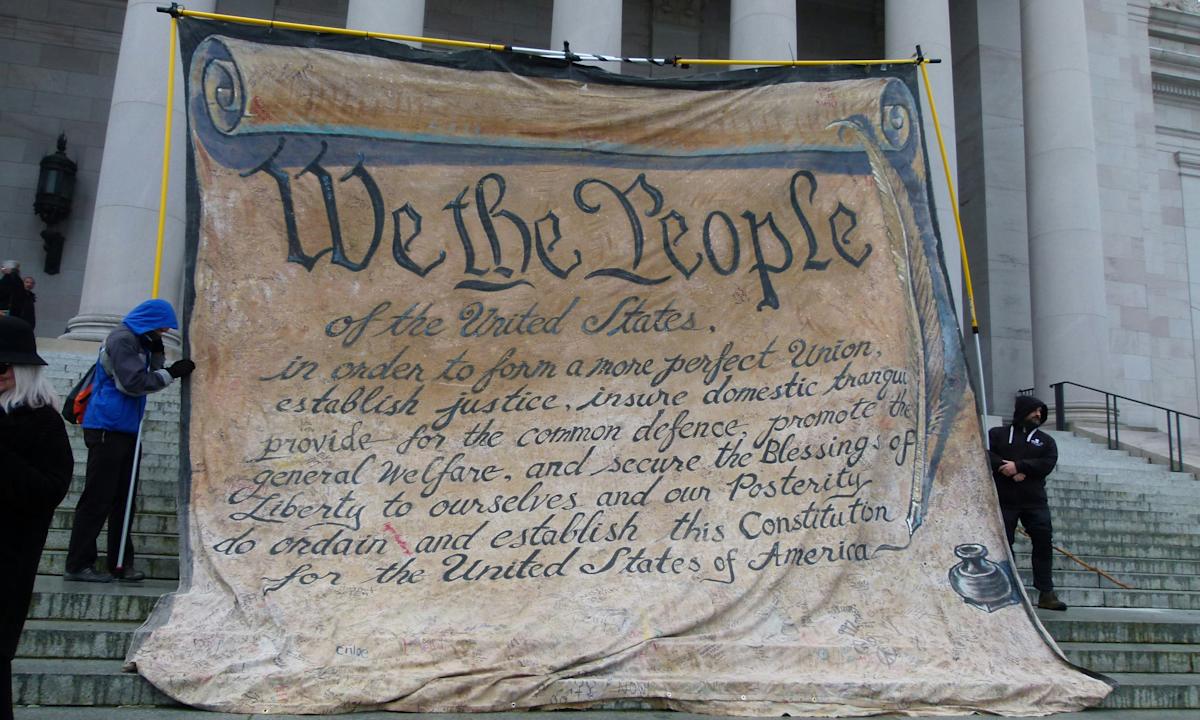 We the People
of the United States,
in order to form a more perfect Union,
establish justice, insure domestic tranqui
provide for the common defence, promote the
general Welfare, and secure the Blessings of
Liberty to ourselves and our Posterity
do ordain and establish this Constitution
for the United States of America
chloe